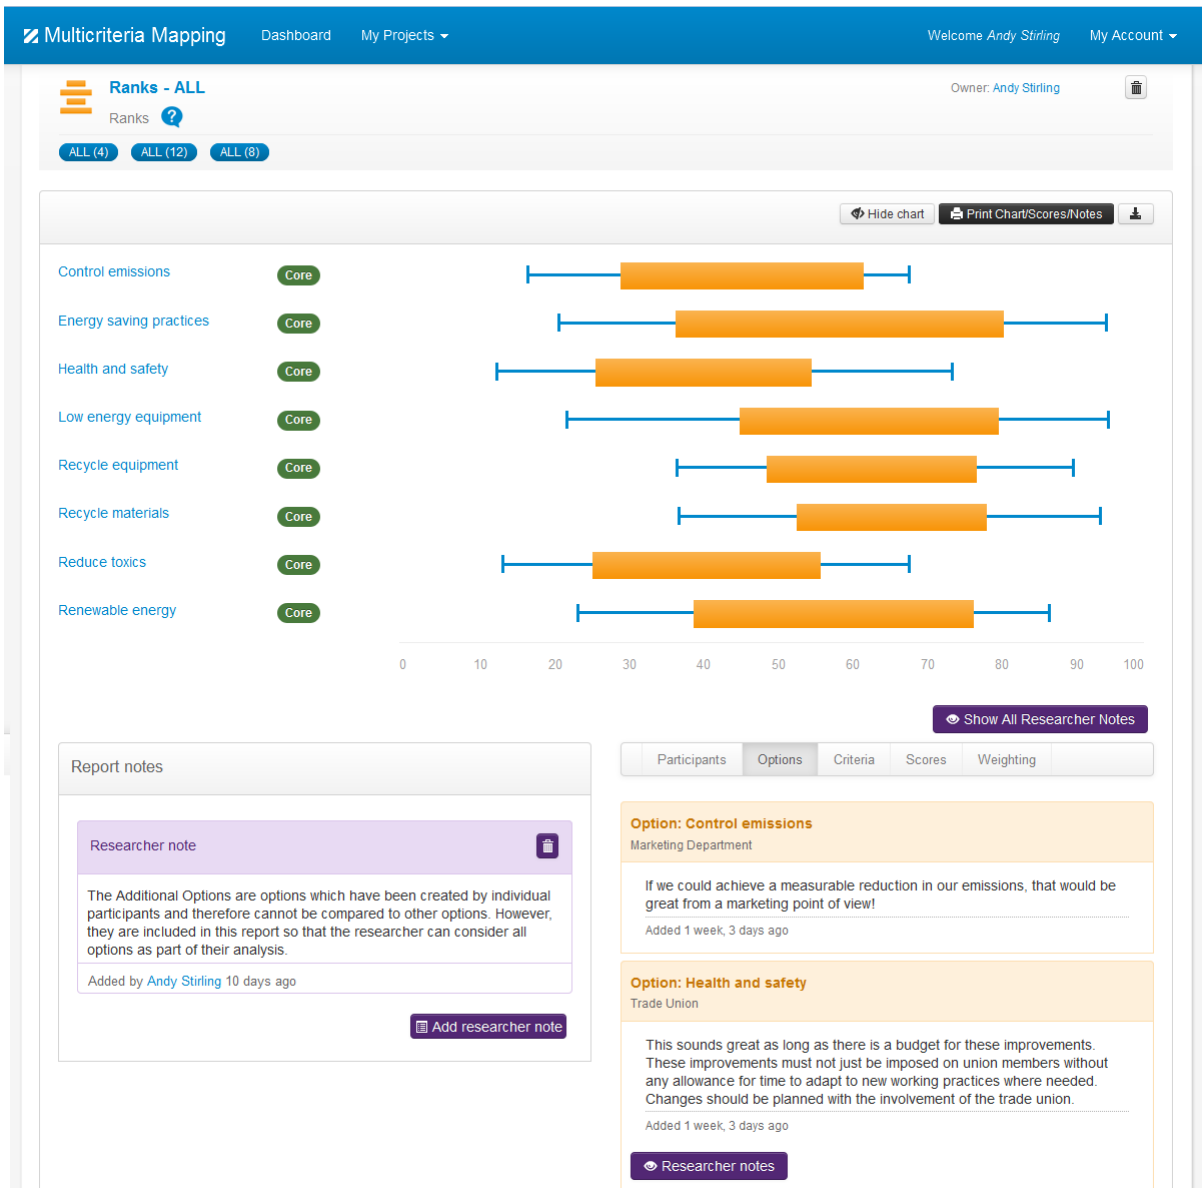 Multicriteria Mapping Dashboard My Projects Welcome Andy Stirling My Account
Ranks - ALL Owner: Andy Stirling
Ranks ?
ALL (4) ALL (12) ALL (8)
Hide chart Print Chart/Scores/Notes
Control emissions Core
Energy saving practices Core
Health and safety Core
Low energy equipment Core
Recycle equipment Core
Recycle materials Core
Reduce toxics Core
Renewable energy Core
0 10 20 30 40 50 60 70 80 90 100
Show All Researcher Notes
Report notes
Researcher note
The Additional Options are options which have been created by individual
participants and therefore cannot be compared to other options. However,
they are included in this report so that the researcher can consider all
options as part of their analysis.
Added by Andy Stirling 10 days ago
Add researcher note
Participants Options Criteria Scores Weighting
Option: Control emissions
Marketing Department
If we could achieve a measurable reduction in our emissions, that would be
great from a marketing point of view!
Added 1 week, 3 days ago
Option: Health and safety
Trade Union
This sounds great as long as there is a budget for these improvements.
These improvements must not just be imposed on union members without
any allowance for time to adapt to new working practices where needed.
Changes should be planned with the involvement of the trade union.
Added 1 week, 3 days ago
Researcher notes